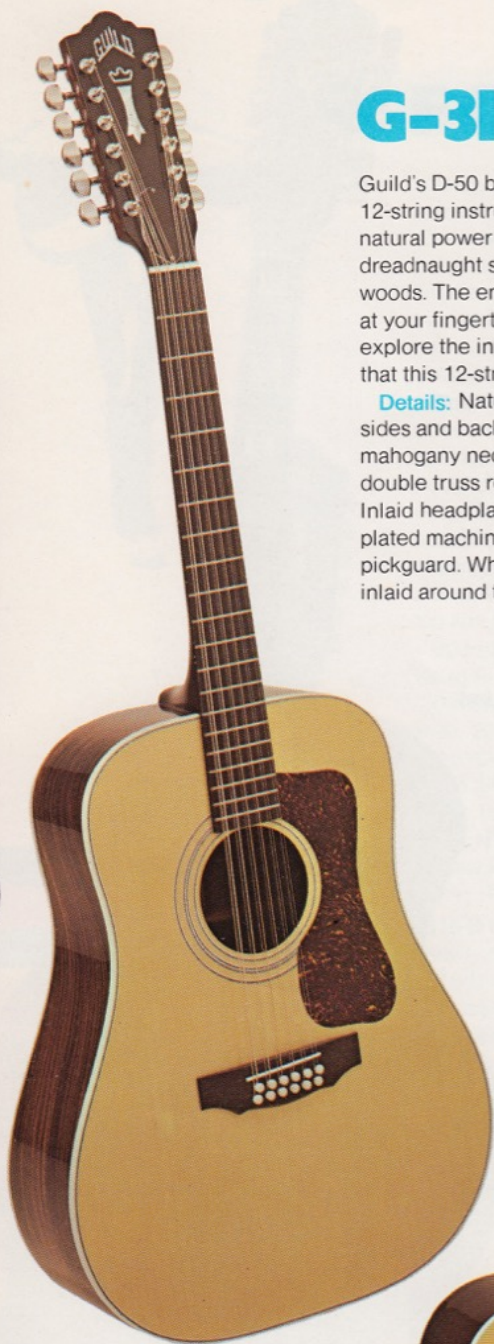 GUILD
G-3
Guild's D-50 b
12-string instr
natural power
dreadnaught s
woods. The er
at your fingert
explore the in
that this 12-str
Details: Nat
sides and back
mahogany nec
double truss r
Inlaid headpla
plated machin
pickguard. Wh
inlaid around